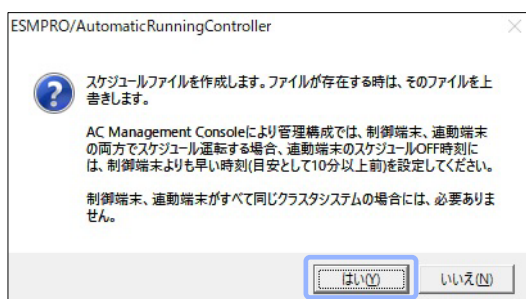 ESMPRO/AutomaticRunningController
スケジュールファイルを作成します。ファイルが存在する時は、そのファイルを上
書きします。
AC Management Consoleにより管理構成では、制御端末、連動端末
の両方でスケジュール運転する場合、連動端末のスケジュールOFF時刻に
は、制御端末よりも早い時刻(目安として10分以上前)を設定してください。
制御端末、連動端末がすべて同じクラスタシステムの場合には、必要ありま
せん。
はい(Y)
いいえ(N)